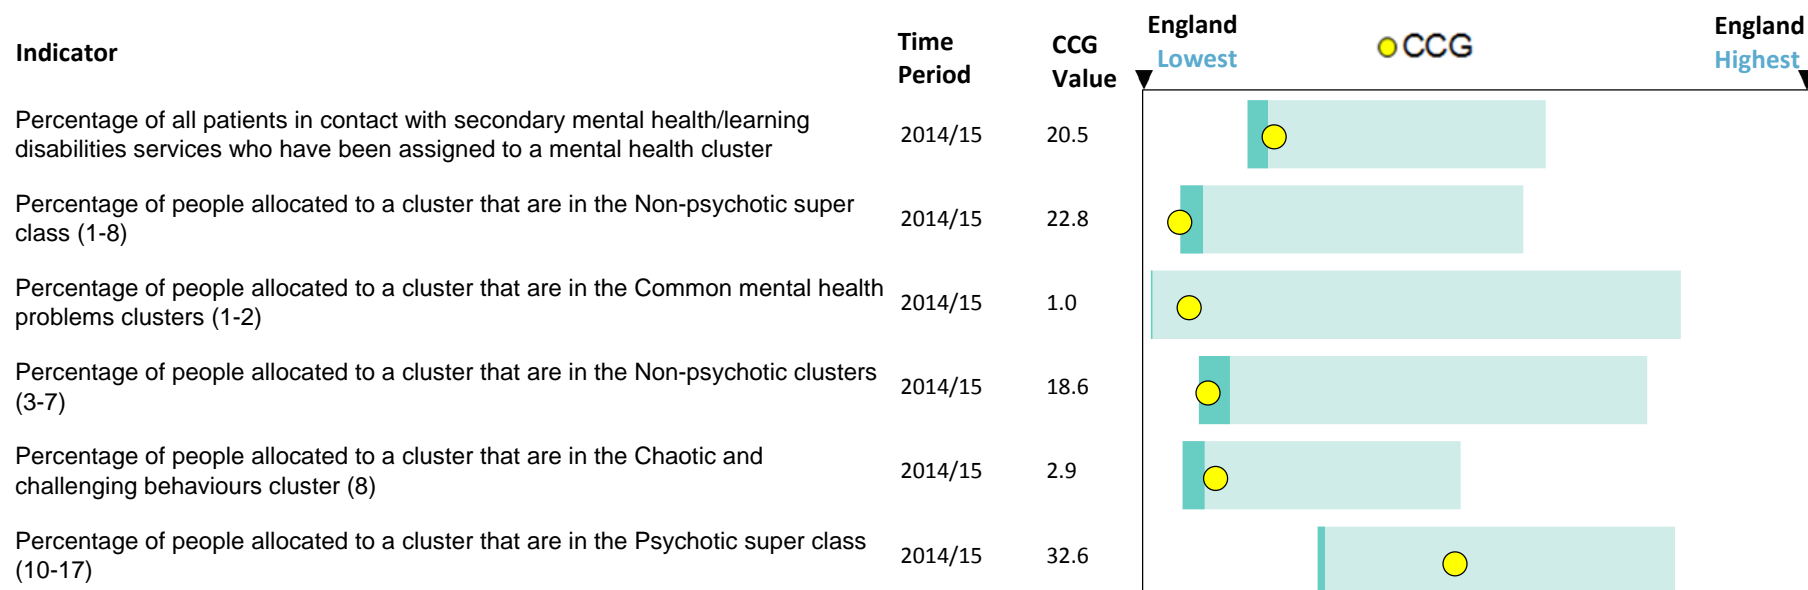 Indicator
Time
Period
CCG
Value
England
Lowest
CCG
England
Highest
Percentage of all patients in contact with secondary mental health/learning
disabilities services who have been assigned to a mental health cluster
2014/15
20.5
Percentage of people allocated to a cluster that are in the Non-psychotic super
class (1-8)
2014/15
22.8
Percentage of people allocated to a cluster that are in the Common mental health
problems clusters (1-2)
2014/15
1.0
Percentage of people allocated to a cluster that are in the Non-psychotic clusters
(3-7)
2014/15
18.6
Percentage of people allocated to a cluster that are in the Chaotic and
challenging behaviours cluster (8)
2014/15
2.9
Percentage of people allocated to a cluster that are in the Psychotic super class
(10-17)
2014/15
32.6